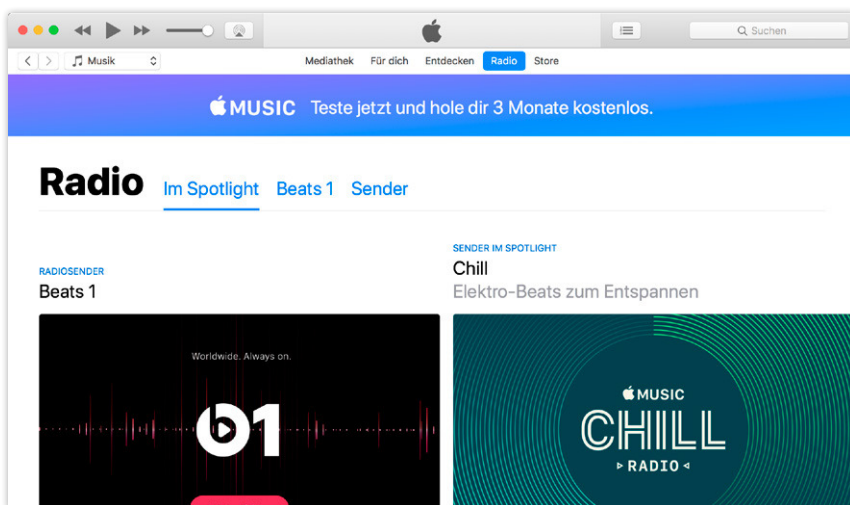 Suchen
Musik
Mediathek Für dich Entdecken Radio Store
MUSIC Teste jetzt und hole dir 3 Monate kostenlos.
Radio Im Spotlight Beats 1 Sender
RADIOSENDER
Beats 1
SENDER IM SPOTLIGHT
Chill
Elektro-Beats zum Entspannen
Worldwide. Always on.
b1
MUSIC
CHILL
RADIO